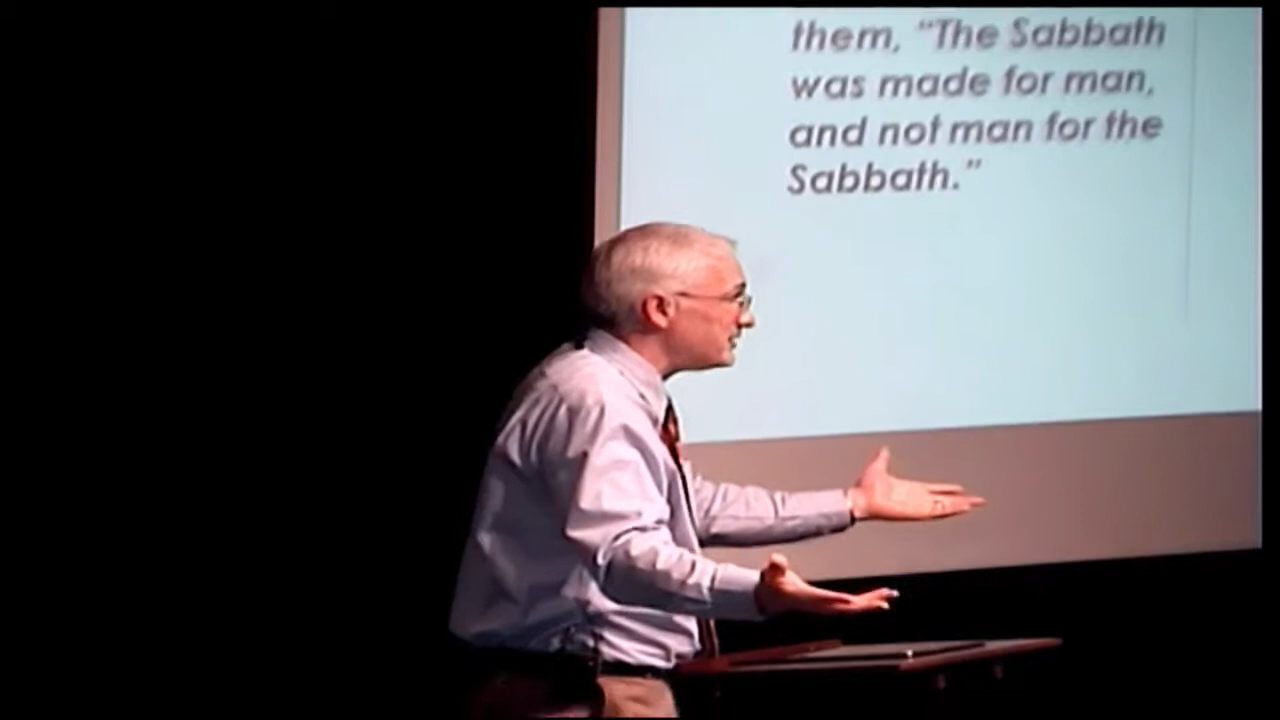 them, “The Sabbath
was made for man,
and not man for the
Sabbath.”